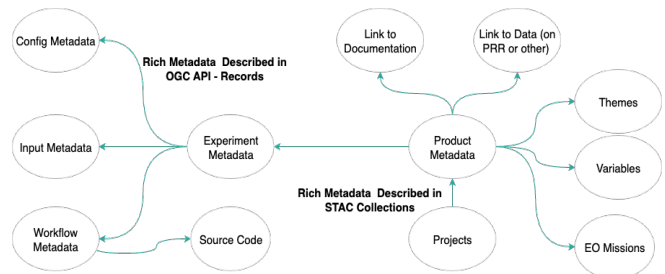 Config Metadata
Rich Metadata  Described in
OGC API - Records
Link to
Documentation
Link to Data (on
PRR or other)
Themes
Input Metadata
Experiment
Metadata
Product
Metadata
Variables
Rich Metadata  Described in
STAC Collections
Workflow
Metadata
Source Code
Projects
EO Missions